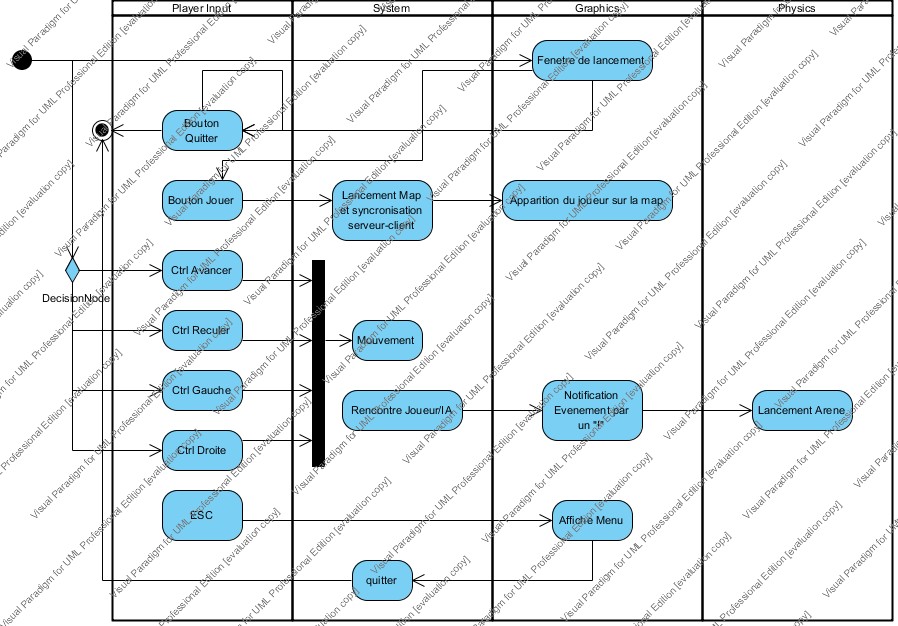 Player Input
System
Graphics
Physics
Fenetre de lancement
Bouton
Quitter
Bouton Jouer
Lancement Map
et syncronisation
serveur-client
Apparition du joueur sur la map
Ctrl Avancer
DecisionNode
Ctrl Reculer
Mouvement
Ctrl Gauche
Rencontre Joueur/IA
Notification
Evenement par
un "!"
Lancement Arene
Ctrl Droite
ESC
Affiche Menu
quitter
Visual Paradigm for UML Professional Edition [evaluation copy]